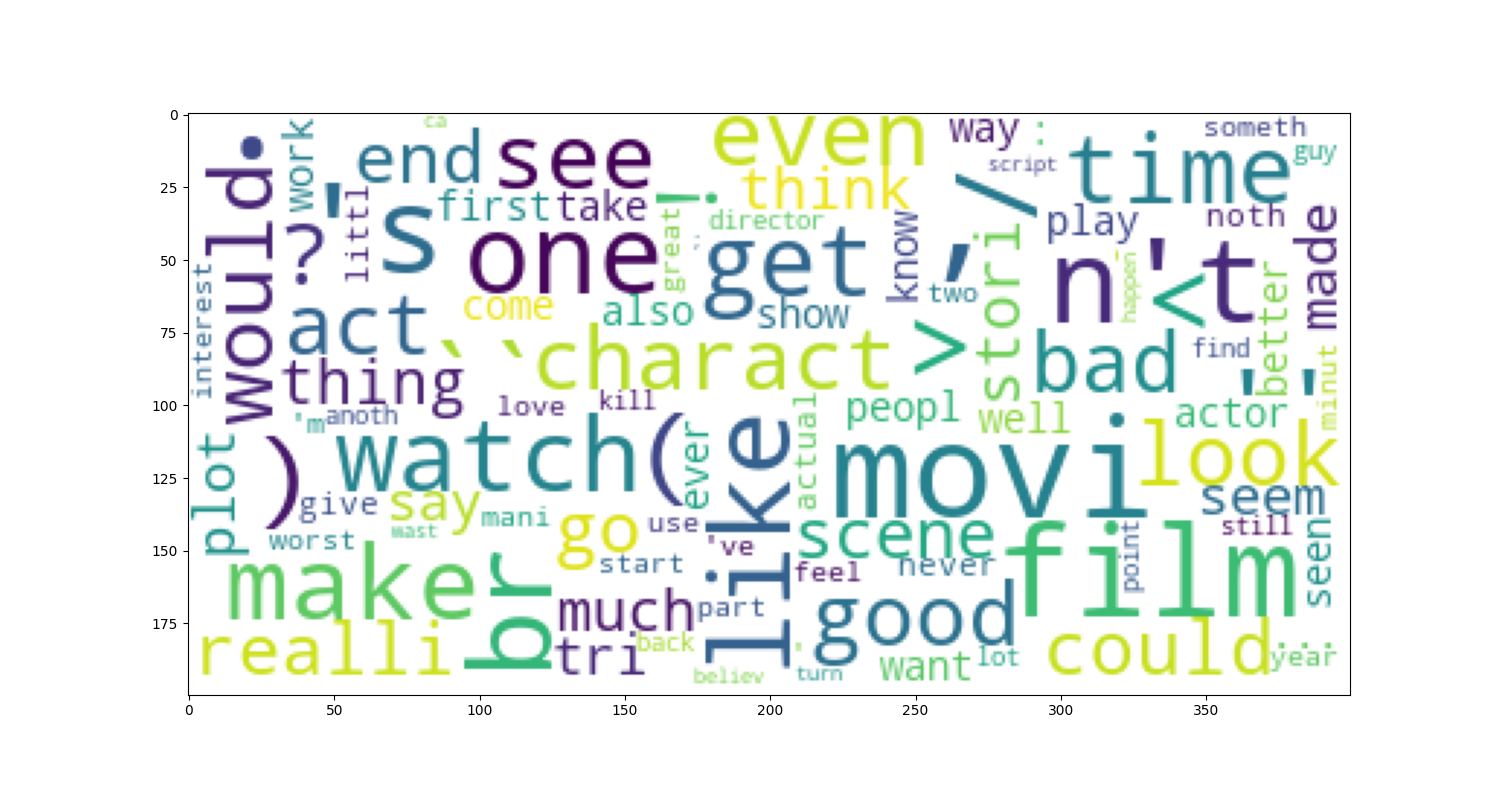 0
25
50
75
100
125
150
175
0 50 100 150 200 250 300 350
ca
work
end
see
even
way
:
someth
guy
script
time
.
would
'
s
littl
first
take
!
think
director
/
play
noth
made
?
one
great
get
know
,
two
stori
n't
happen
<
better
interest
act
come
also
show
>
bad
find
thing
``
charact
love
kill
peopl
well
actor
''
minut
'm
anoth
watch
(
ever
like
actual
movi
look
plot
)
give
say
mani
wast
worst
go
use
've
start
scene
seem
still
seen
point
feel
never
film
make
br
much
part
good
realli
tri
back
believ
turn
want
lot
could
year
...